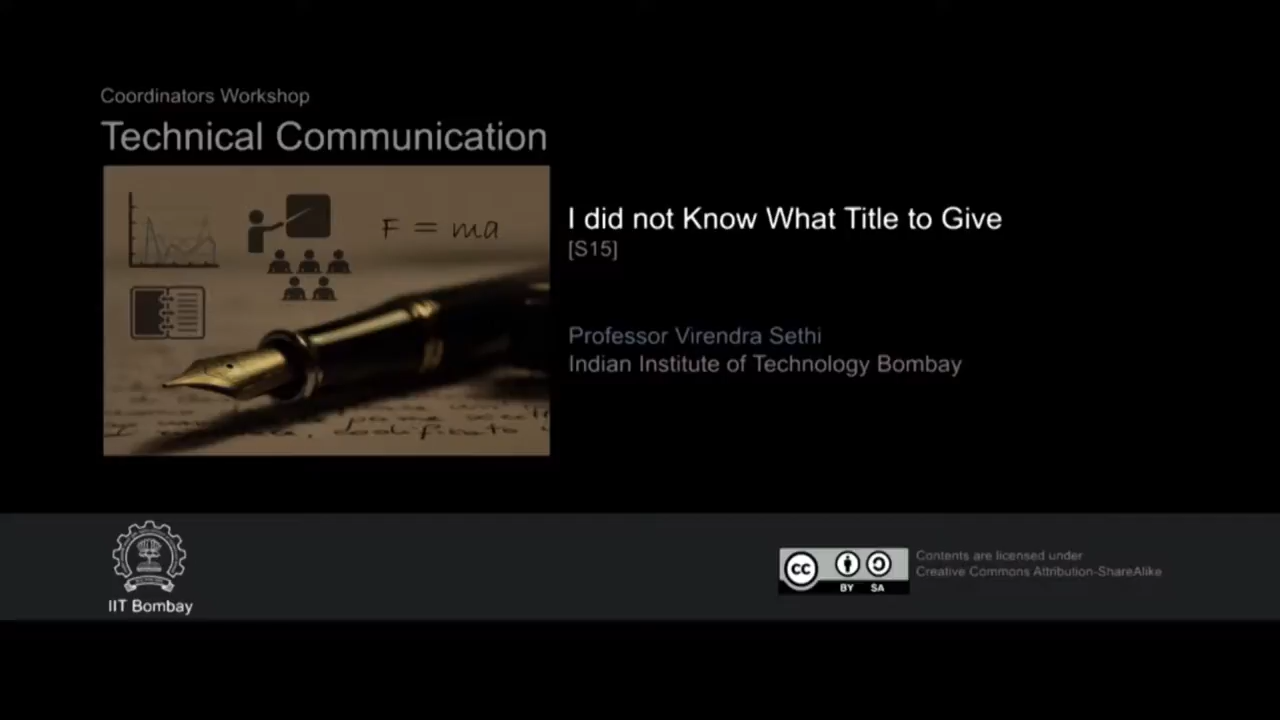 Coordinators Workshop
Technical Communication
F = ma
I did not Know What Title to Give
[S15]
Professor Virendra Sethi
Indian Institute of Technology Bombay
IIT Bombay
CC
BY SA
Contents are licensed under
Creative Commons Attribution-ShareAlike